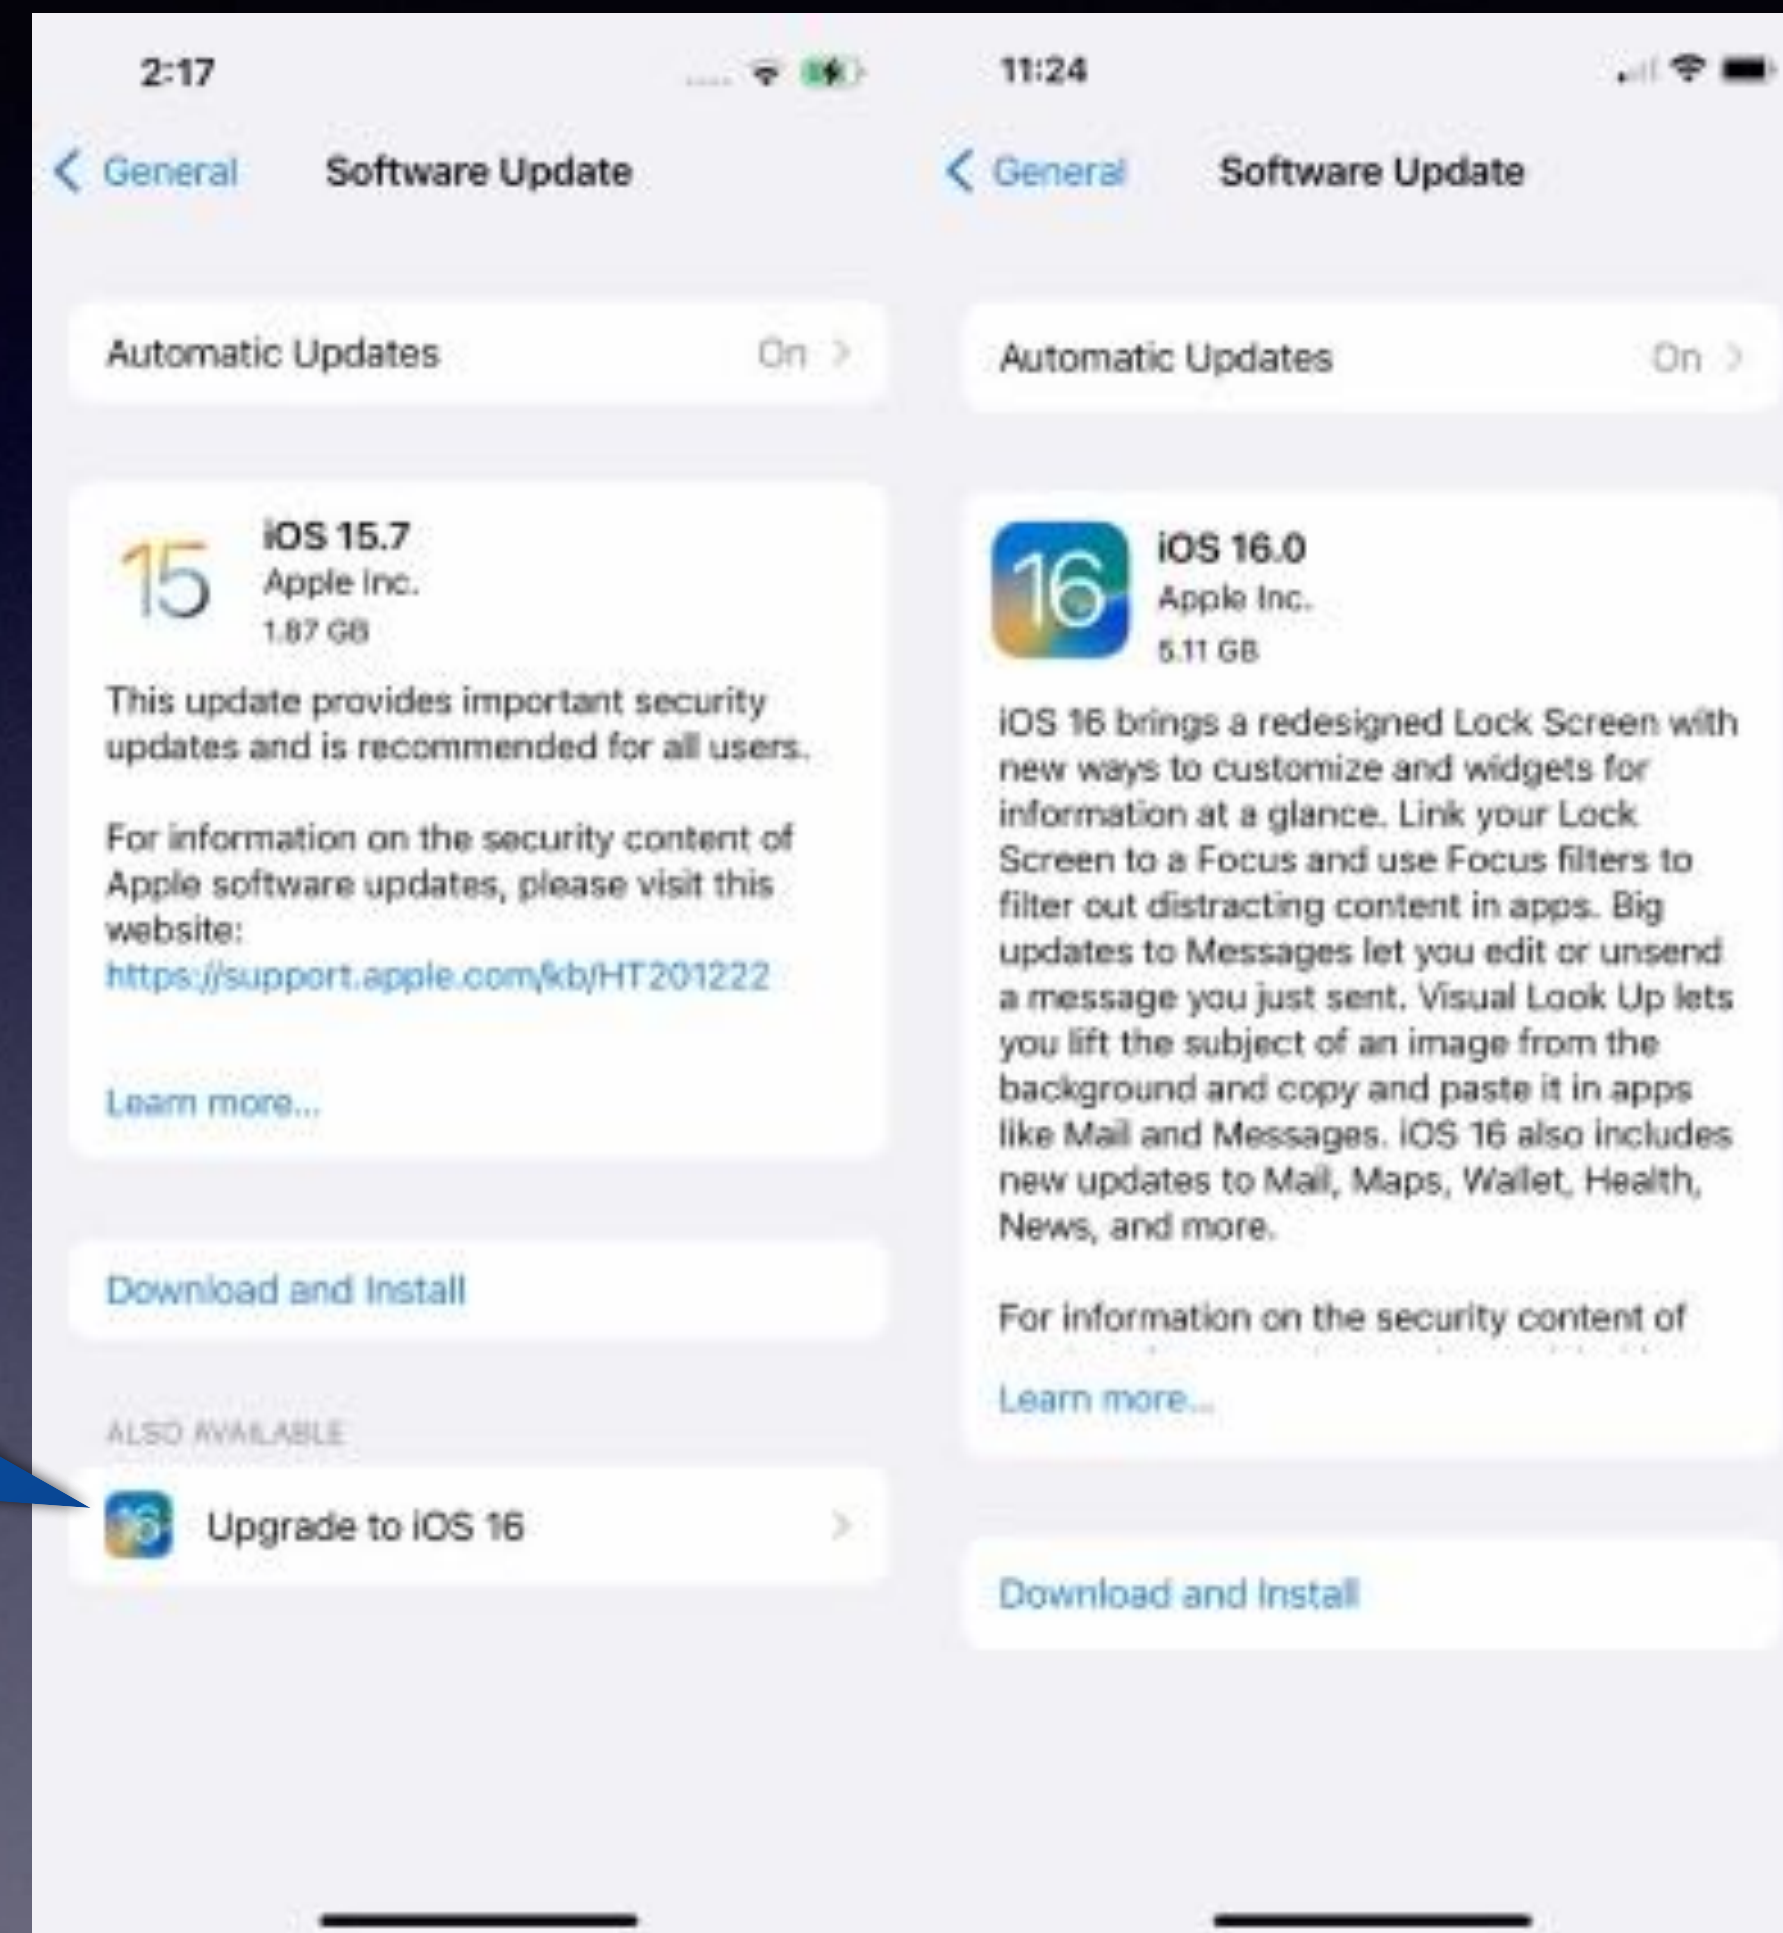 2:17
General
Software Update
Automatic Updates
On
15
iOS 15.7
Apple Inc.
1.87 GB
This update provides important security
updates and is recommended for all users.
For information on the security content of
Apple software updates, please visit this
website:
https://support.apple.com/kb/HT201222
Learn more...
Download and Install
ALSO AVAILABLE
16
Upgrade to iOS 16
11:24
General
Software Update
Automatic Updates
On
16
iOS 16.0
Apple Inc.
5.11 GB
iOS 16 brings a redesigned Lock Screen with
new ways to customize and widgets for
information at a glance. Link your Lock
Screen to a Focus and use Focus filters to
filter out distracting content in apps. Big
updates to Messages let you edit or unsend
a message you just sent. Visual Look Up lets
you lift the subject of an image from the
background and copy and paste it in apps
like Mail and Messages. iOS 16 also includes
new updates to Mail, Maps, Wallet, Health,
News, and more.
For information on the security content of
Learn more...
Download and Install